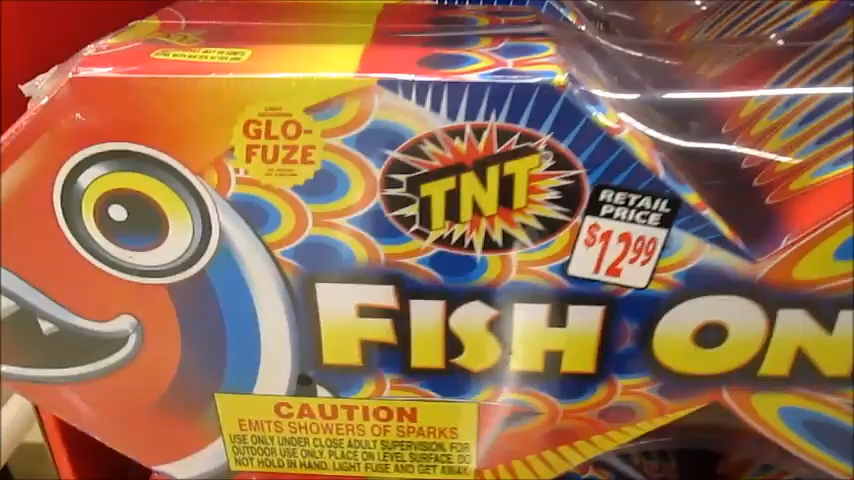 GLO-
FUZE
TNT
RETAIL
PRICE
$12.99
FISH ON
CAUTION
EMITS SHOWERS OF SPARKS
USE ONLY UNDER CLOSE ADULT SUPERVISION. FOR
OUTDOOR USE ONLY. PLACE ON LEVEL SURFACE. DO
NOT HOLD IN HAND. LIGHT FUSE AND GET AWAY.